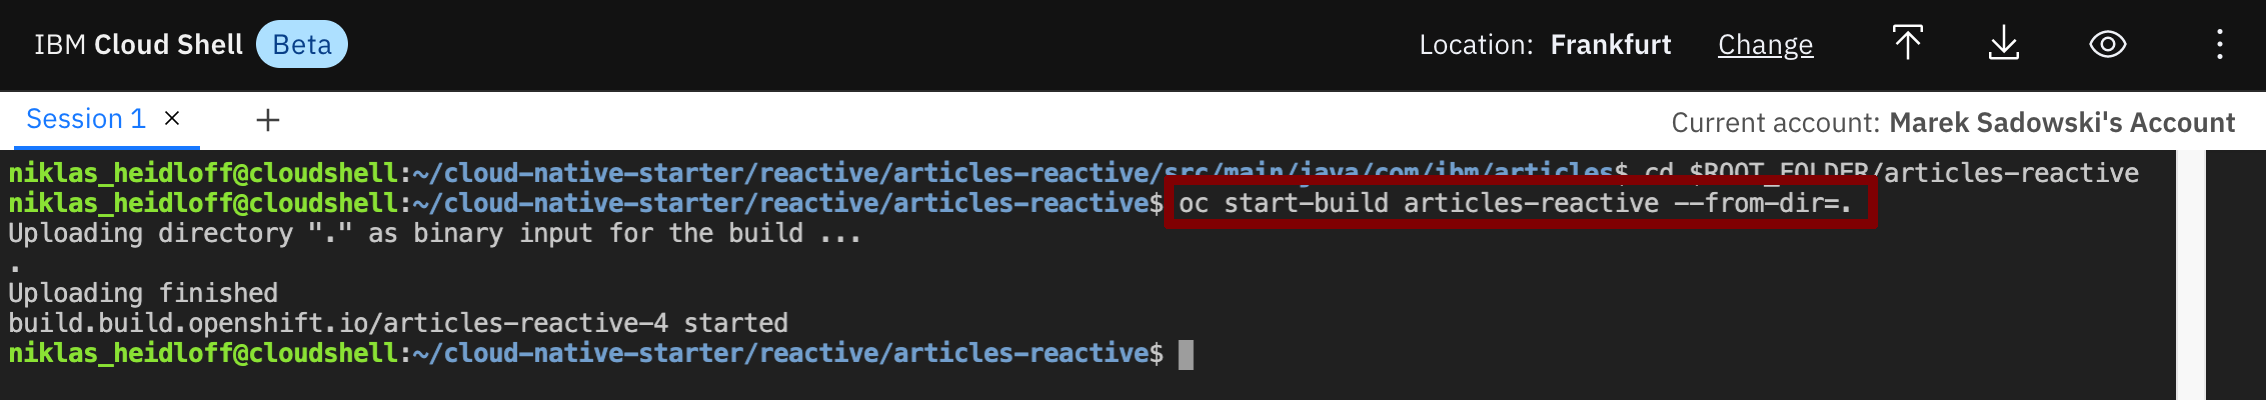 IBM Cloud Shell Beta Location: Frankfurt Change
Session 1 × + Current account: Marek Sadowski's Account
niklas_heidloff@cloudshell:~/cloud-native-starter/reactive/articles-reactive/src/main/java/com/ibm/articles$ cd $ROOT_FOLDER/articles-reactive
niklas_heidloff@cloudshell:~/cloud-native-starter/reactive/articles-reactive$ oc start-build articles-reactive --from-dir=.
Uploading directory "." as binary input for the build ...
.
Uploading finished
build.build.openshift.io/articles-reactive-4 started
niklas_heidloff@cloudshell:~/cloud-native-starter/reactive/articles-reactive$